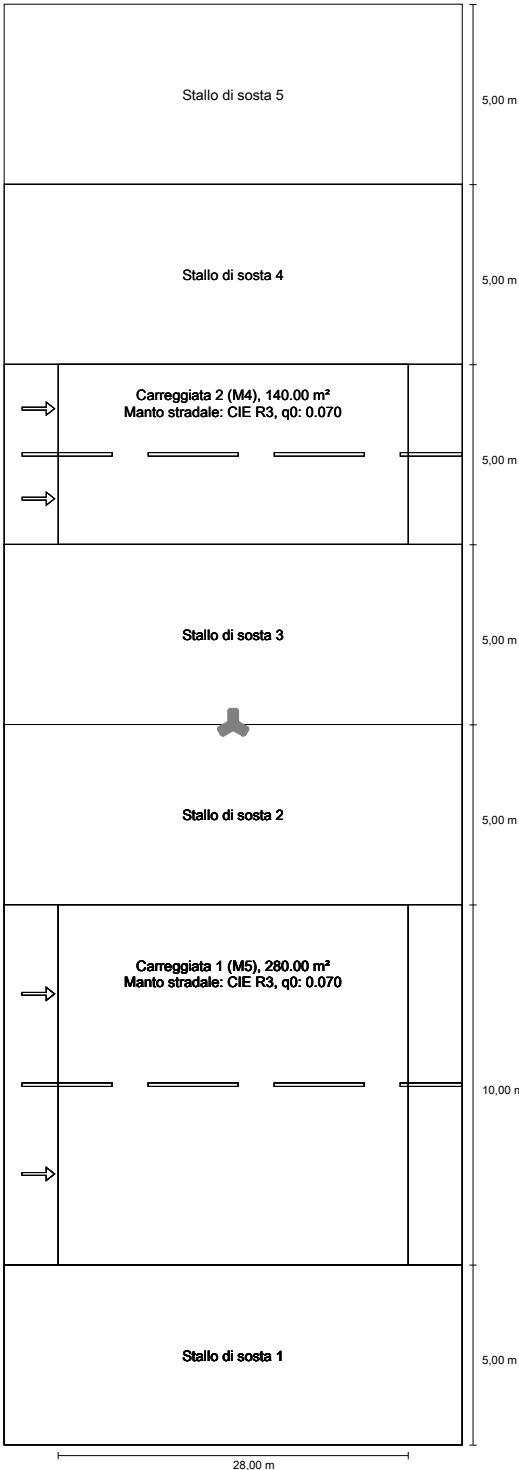 Stallo di sosta 5
5,00 m
Stallo di sosta 4
5,00 m
Carreggiata 2 (M4), 140.00 m²
Manto stradale: CIE R3, q0: 0.070
5,00 m
Stallo di sosta 3
5,00 m
Stallo di sosta 2
5,00 m
Carreggiata 1 (M5), 280.00 m²
Manto stradale: CIE R3, q0: 0.070
10,00 m
Stallo di sosta 1
5,00 m
28,00 m